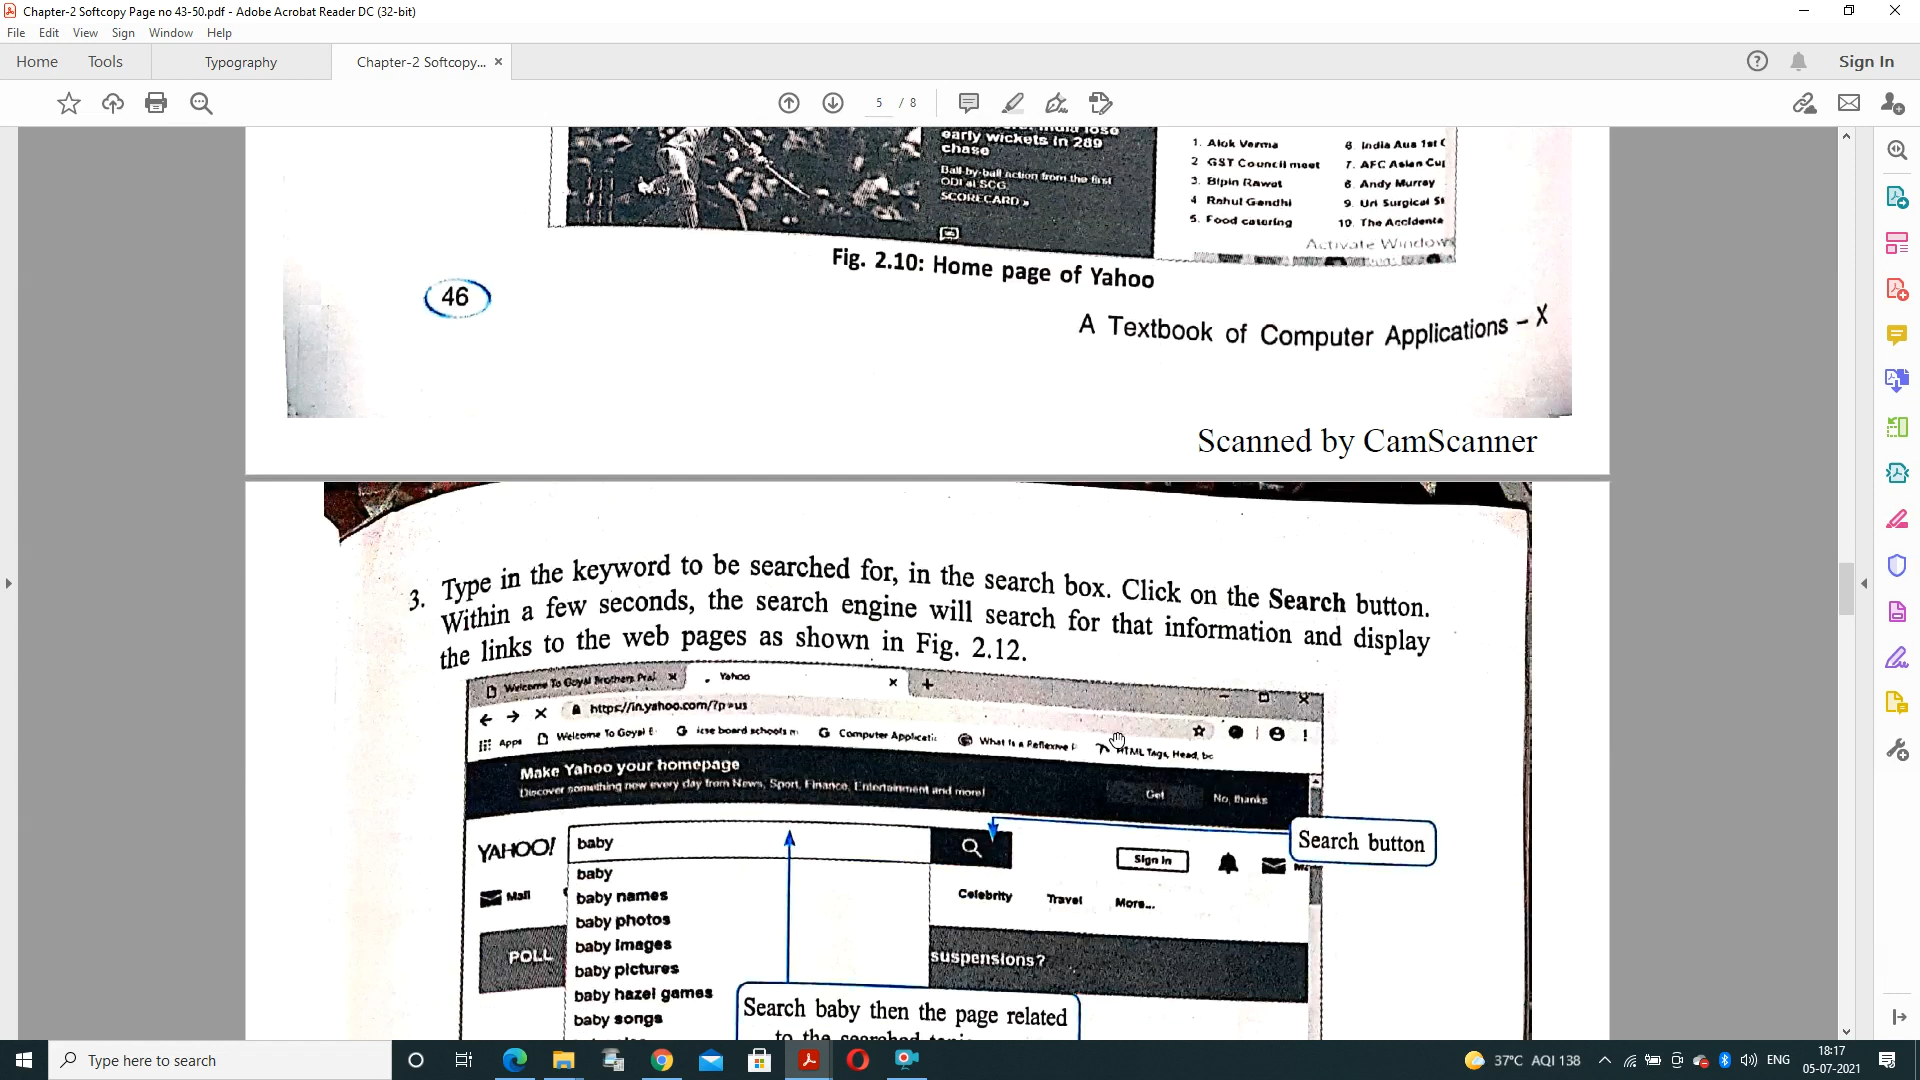 Chapter-2 Softcopy Page no 43-50.pdf - Adobe Acrobat Reader DC (32-bit)
File Edit View Sign Window Help
Home Tools Typography Chapter-2 Softcopy... Sign In
5 / 8
early wickets in 289
chase
Ball-by-ball action from the first
ODI at SCG.
SCORECARD »
1. Alok Verma
2 GST Council meet
3. Bipin Rawat
4 Rahul Gandhi
5. Food catering
6 India Aus 1st
7. AFC Asian Cup
8. Andy Murray
9. Uri Surgical St
10. The Accidenta
Activate Windows
Fig. 2.10: Home page of Yahoo
46
A Textbook of Computer Applications – X
Scanned by CamScanner
3. Type in the keyword to be searched for, in the search box. Click on the Search button.
Within a few seconds, the search engine will search for that information and display
the links to the web pages as shown in Fig. 2.12.
Welcome To Goyal Brothers Pra
Yahoo
https://in.yahoo.com/?p=us
Apps Welcome To Goyal B icse board schools Computer Applicati What Is a Reflexive HTML Tags, Head, bo
Make Yahoo your homepage
Discover something new every day from News, Sport, Finance, Entertainment and more!
Get No, thanks
YAHOO! baby
Sign In
Search button
Mail
Celebrity Travel More...
baby
baby names
baby photos
baby images
baby pictures
baby hazel games
baby songs
POLL
suspensions?
Search baby then the page related
to the searched topic
Type here to search
37°C AQI 138
ENG
18:17
05-07-2021